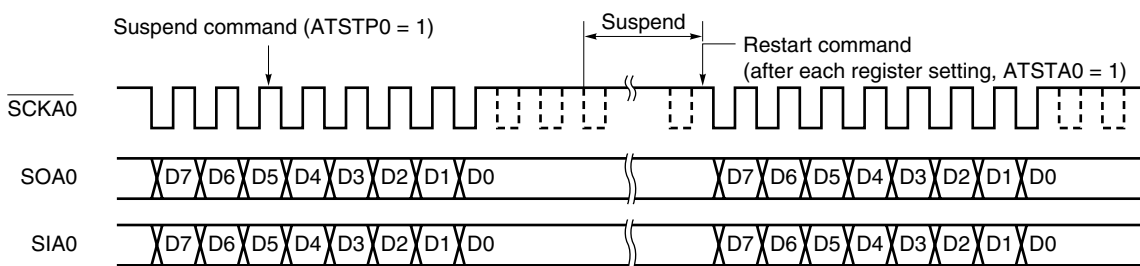 Suspend command (ATSTP0 = 1)
Suspend
Restart command
(after each register setting, ATSTA0 = 1)
SCKA0
SOA0 D7 D6 D5 D4 D3 D2 D1 D0 D7 D6 D5 D4 D3 D2 D1 D0
SIA0 D7 D6 D5 D4 D3 D2 D1 D0 D7 D6 D5 D4 D3 D2 D1 D0